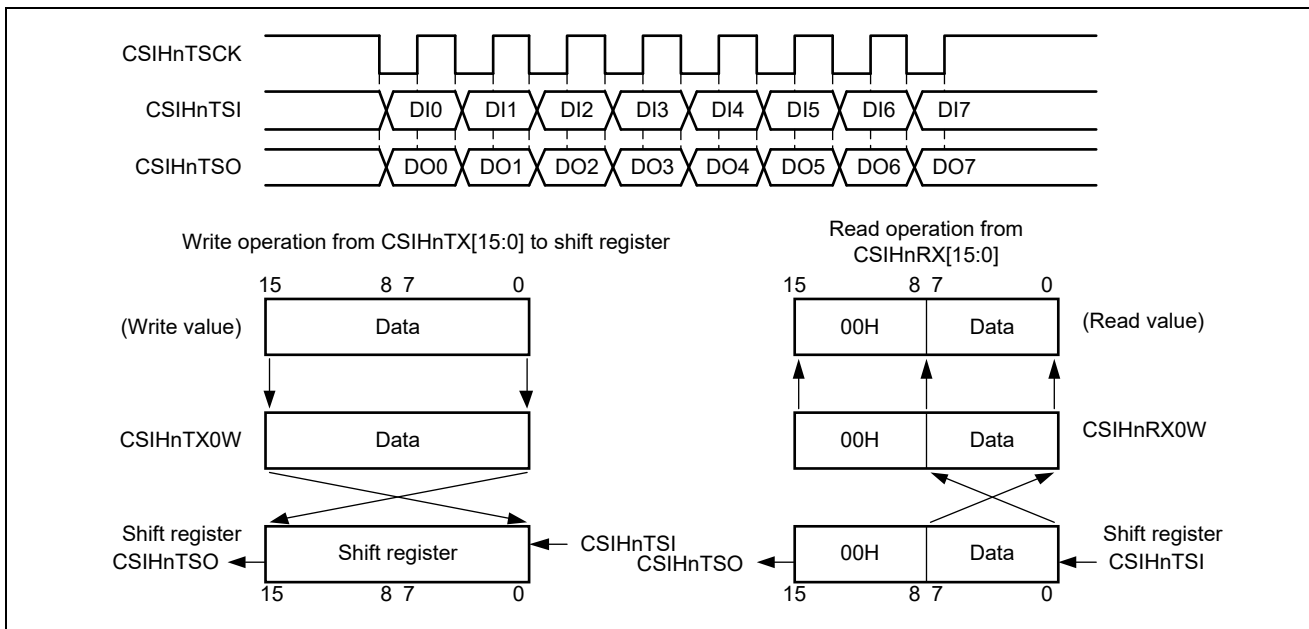 CSIHnTSCK
CSIHnTSI DI0 DI1 DI2 DI3 DI4 DI5 DI6 DI7
CSIHnTSO DO0 DO1 DO2 DO3 DO4 DO5 DO6 DO7
Write operation from CSIHnTX[15:0] to shift register
15 8 7 0
(Write value) Data
CSIHnTX0W Data
Shift register
CSIHnTSO Shift register CSIHnTSI
15 8 7 0
Read operation from
CSIHnRX[15:0]
15 8 7 0
00H Data (Read value)
00H Data CSIHnRX0W
Shift register
CSIHnTSO 00H Data CSIHnTSI
15 8 7 0